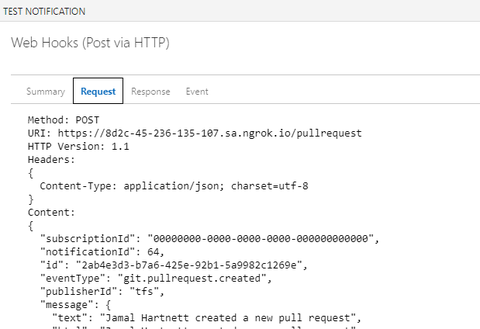 TEST NOTIFICATION
Web Hooks (Post via HTTP)
Summary Request Response Event
Method: POST
URI: https://8d2c-45-236-135-107.sa.ngrok.io/pullrequest
HTTP Version: 1.1
Headers:
{
Content-Type: application/json; charset=utf-8
}
Content:
{
"subscriptionId": "00000000-0000-0000-0000-000000000000",
"notificationId": 64,
"id": "2ab4e3d3-b7a6-425e-92b1-5a9982c1269e",
"eventType": "git.pullrequest.created",
"publisherId": "tfs",
"message": {
"text": "Jamal Hartnett created a new pull request",